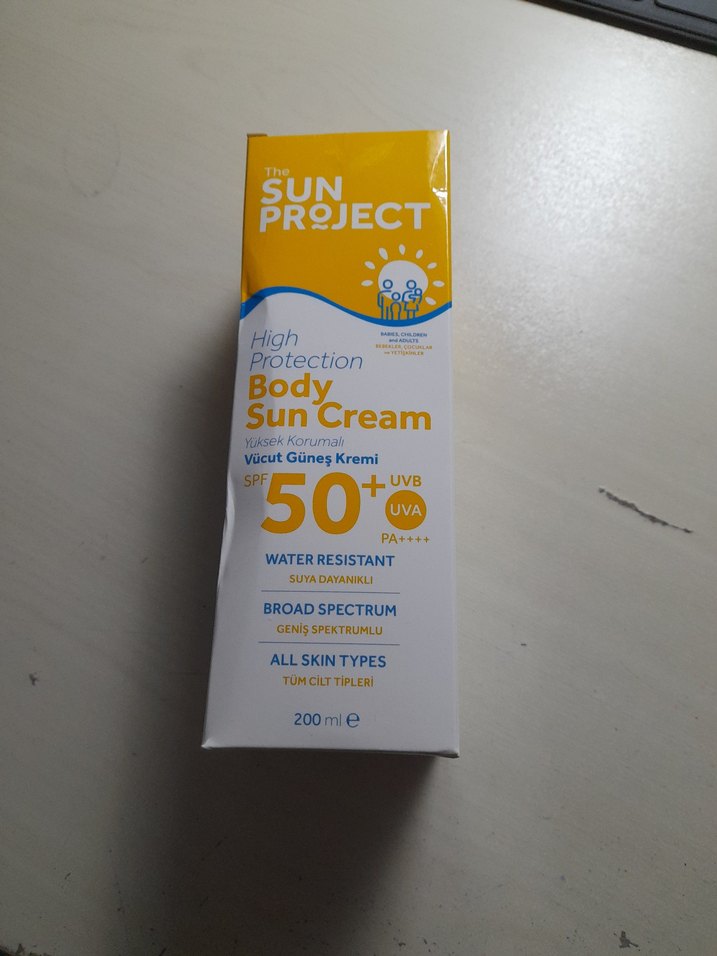 The
SUN
PROJECT
BABIES, CHILDREN
and ADULTS
BEBEKLER, ÇOCUKLAR
ve YETİŞKİNLER
High
Protection
Body
Sun Cream
Yüksek Korumalı
Vücut Güneş Kremi
SPF 50+ UVB
UVA
PA++++
WATER RESISTANT
SUYA DAYANIKLI
BROAD SPECTRUM
GENİŞ SPEKTRUMLU
ALL SKIN TYPES
TÜM CİLT TİPLERİ
200 ml ℮